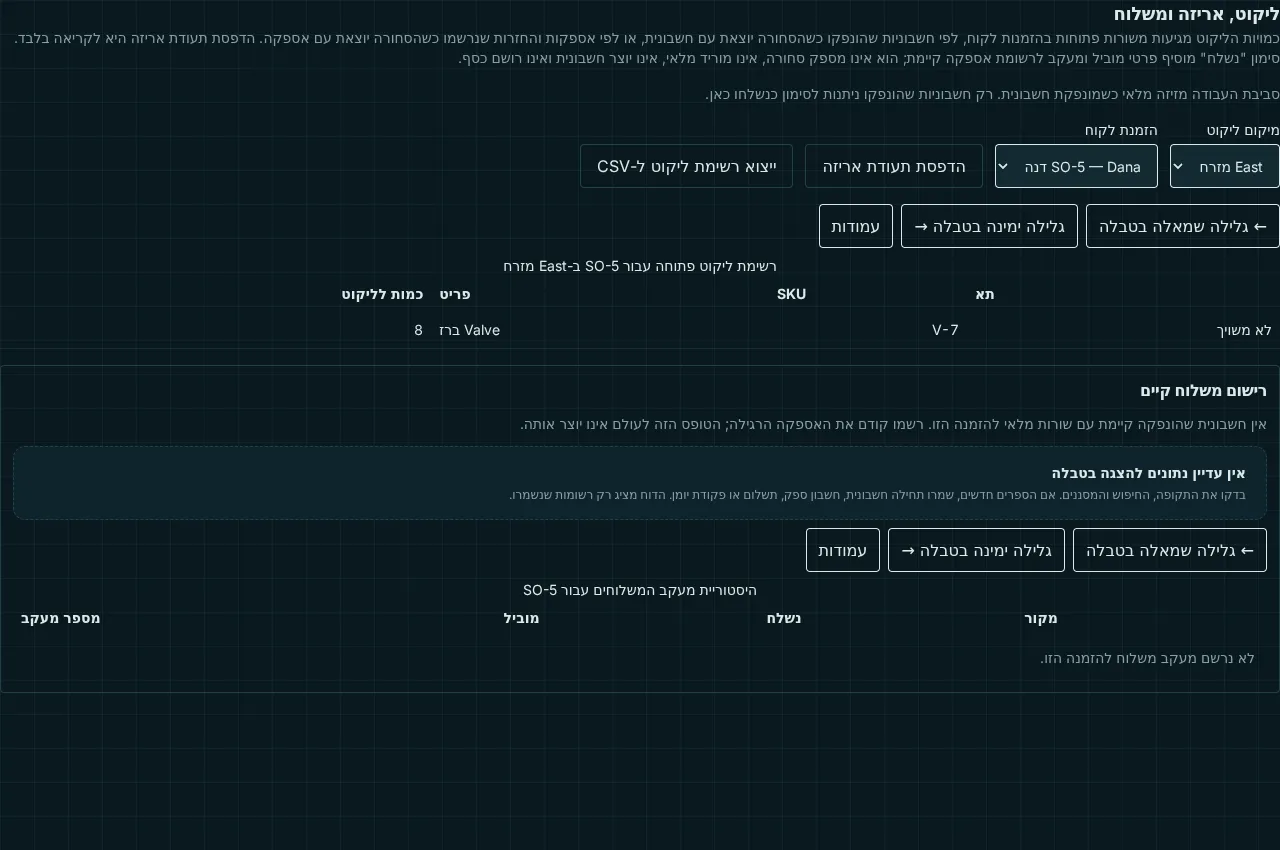 ליקוט, אריזה ומשלוח
כמויות הליקוט מגיעות משורות פתוחות בהזמנות לקוח, לפי חשבוניות שהונפקו כשהסחורה יוצאת עם חשבונית, או לפי אספקות והחזרות שנרשמו כשהסחורה יוצאת עם אספקה. הדפסת תעודת אריזה היא לקריאה בלבד.
סימון "נשלח" מוסיף פרטי מוביל ומעקב לרשומת אספקה קיימת; הוא אינו מספק סחורה, אינו מוריד מלאי, אינו יוצר חשבונית ואינו רושם כסף.
סביבת העבודה מזיזה מלאי כשמונפקת חשבונית. רק חשבוניות שהונפקו ניתנות לסימון כנשלחו כאן.
מיקום ליקוט הזמנת לקוח
East מזרח SO-5 — Dana דנה הדפסת תעודת אריזה ייצוא רשימת ליקוט ל-CSV
← גלילה שמאלה בטבלה גלילה ימינה בטבלה → עמודות
רשימת ליקוט פתוחה עבור SO-5 ב-East מזרח
תא SKU פריט כמות לליקוט
לא משויך V-7 Valve ברז 8
רישום משלוח קיים
אין חשבונית שהונפקה קיימת עם שורות מלאי להזמנה הזו. רשמו קודם את האספקה הרגילה; הטופס הזה לעולם אינו יוצר אותה.
אין עדיין נתונים להצגה בטבלה
בדקו את התקופה, החיפוש והמסננים. אם הספרים חדשים, שמרו תחילה חשבונית, חשבון ספק, תשלום או פקודת יומן. הדוח מציג רק רשומות שנשמרו.
← גלילה שמאלה בטבלה גלילה ימינה בטבלה → עמודות
היסטוריית מעקב המשלוחים עבור SO-5
מקור נשלח מוביל מספר מעקב
לא נרשם מעקב משלוח להזמנה הזו.